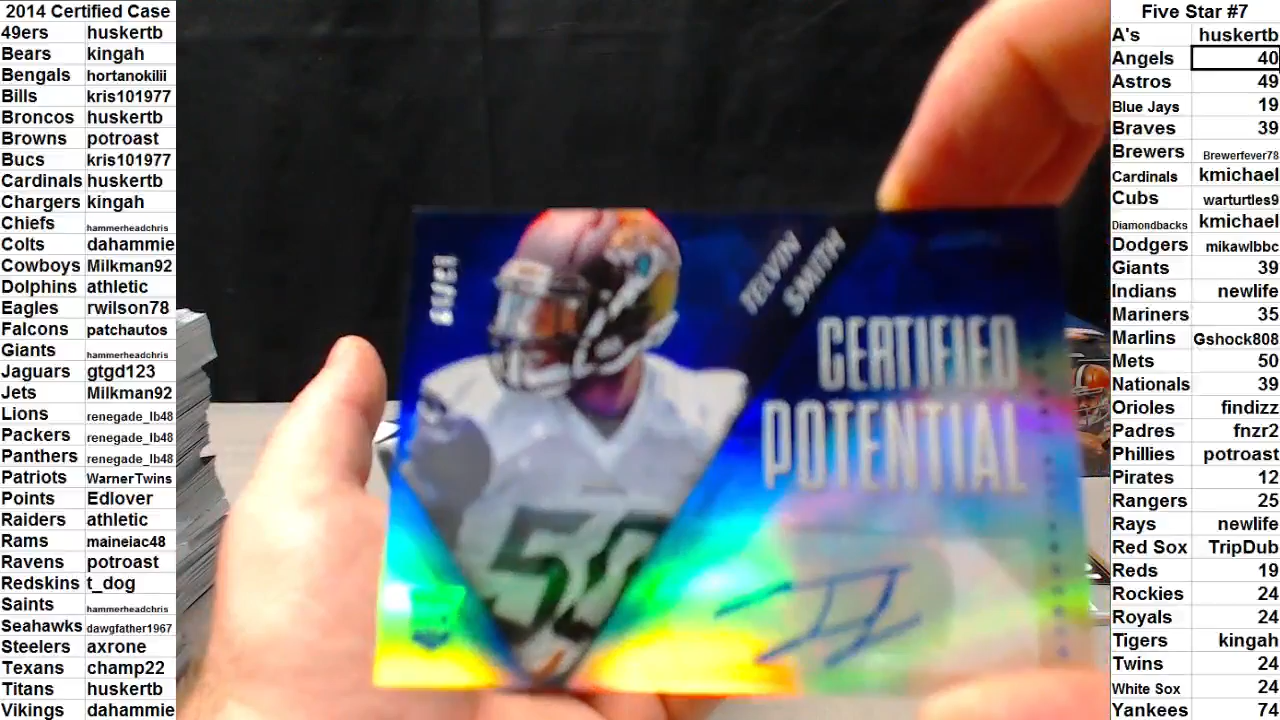 2014 Certified Case
49ers huskertb
Bears kingah
Bengals hortanokilii
Bills kris101977
Broncos huskertb
Browns potroast
Bucs kris101977
Cardinals huskertb
Chargers kingah
Chiefs hammerheadchris
Colts dahammie
Cowboys Milkman92
Dolphins athletic
Eagles rwilson78
Falcons patchautos
Giants hammerheadchris
Jaguars gtgd123
Jets Milkman92
Lions renegade_lb48
Packers renegade_lb48
Panthers renegade_lb48
Patriots WarnerTwins
Points Edlover
Raiders athletic
Rams maineiac48
Ravens potroast
Redskins t_dog
Saints hammerheadchris
Seahawks dawgfather1967
Steelers axrone
Texans champ22
Titans huskertb
Vikings dahammie
TELVIN
SMITH
CERTIFIED
POTENTIAL
50
Five Star #7
A's huskertb
Angels 40
Astros 49
Blue Jays 19
Braves 39
Brewers Brewerfever78
Cardinals kmichael
Cubs warturtles9
Diamondbacks kmichael
Dodgers mikawlbbc
Giants 39
Indians newlife
Mariners 35
Marlins Gshock808
Mets 50
Nationals 39
Orioles findizz
Padres fnzr2
Phillies potroast
Pirates 12
Rangers 25
Rays newlife
Red Sox TripDub
Reds 19
Rockies 24
Royals 24
Tigers kingah
Twins 24
White Sox 24
Yankees 74